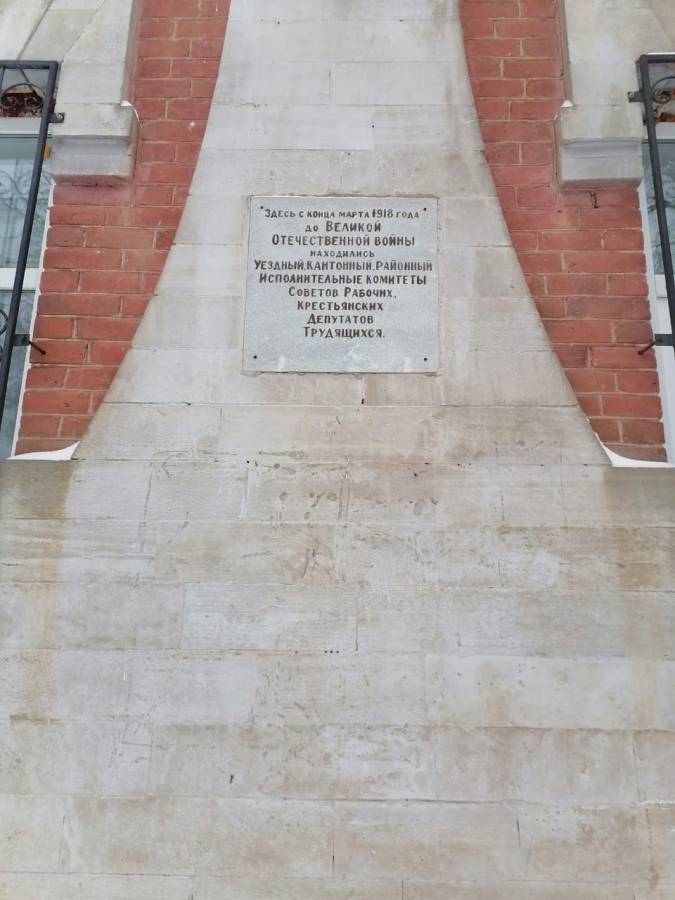 Здесь с конца марта 1918 года
до Великой
Отечественной войны
находились
Уездный, Кантонный, Районный
Исполнительные комитеты
Советов Рабочих,
крестьянских
Депутатов
Трудящихся.